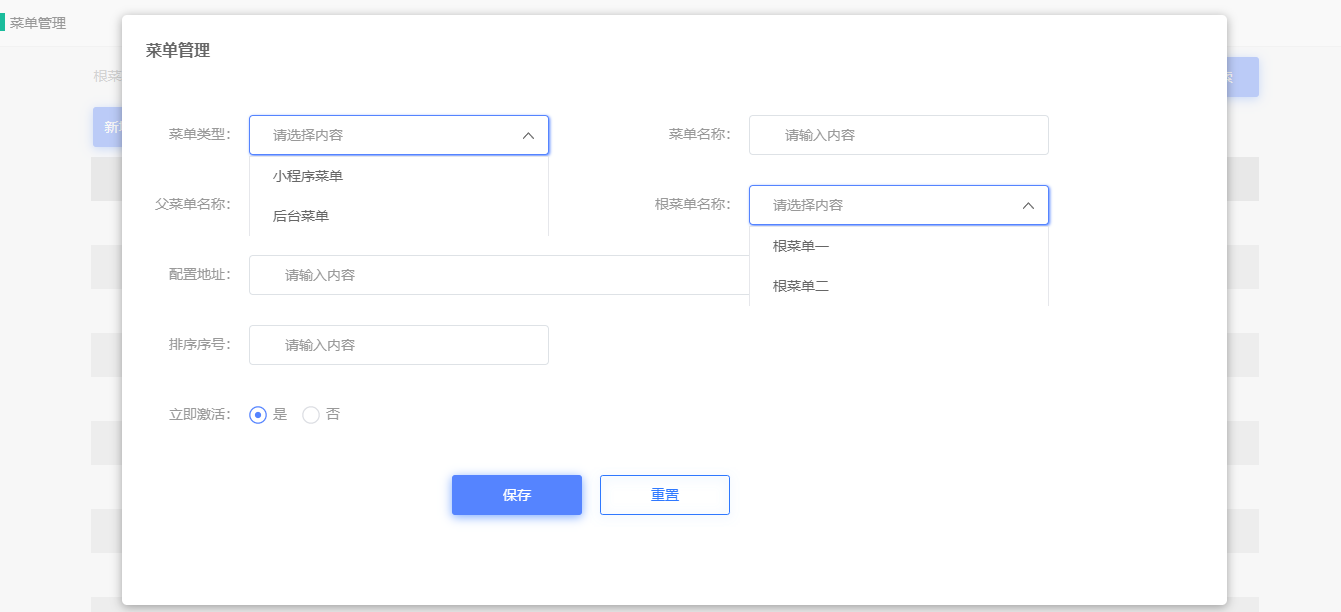 菜单管理
菜单管理
根菜
新增
菜单类型:
请选择内容
菜单名称:
请输入内容
小程序菜单
后台菜单
父菜单名称:
根菜单名称:
请选择内容
根菜单一
根菜单二
配置地址:
请输入内容
排序序号:
请输入内容
立即激活:
是
否
保存
重置